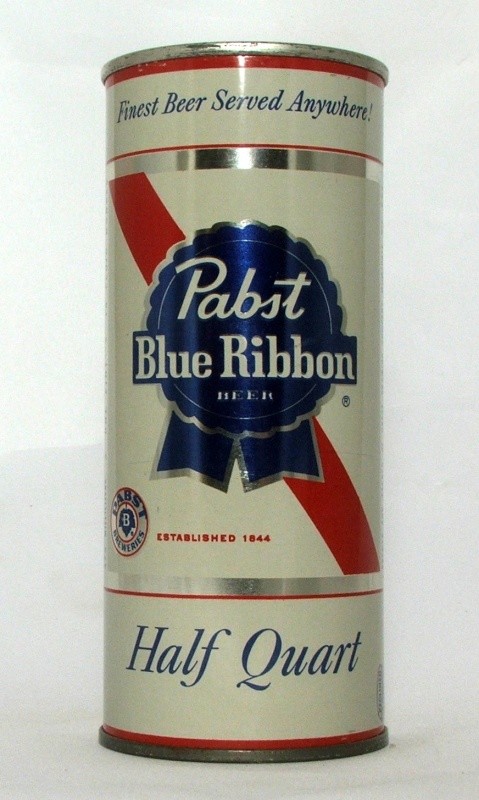 Finest Beer Served Anywhere!
Pabst
Blue Ribbon
BEER
®
PABST
B
BREWERIES
ESTABLISHED 1844
Half Quart